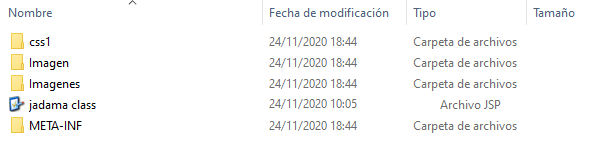 Nombre Fecha de modificación Tipo Tamaño
css1 24/11/2020 18:44 Carpeta de archivos
Imagen 24/11/2020 18:44 Carpeta de archivos
Imagenes 24/11/2020 18:44 Carpeta de archivos
jadama class 24/11/2020 10:05 Archivo JSP
META-INF 24/11/2020 18:44 Carpeta de archivos